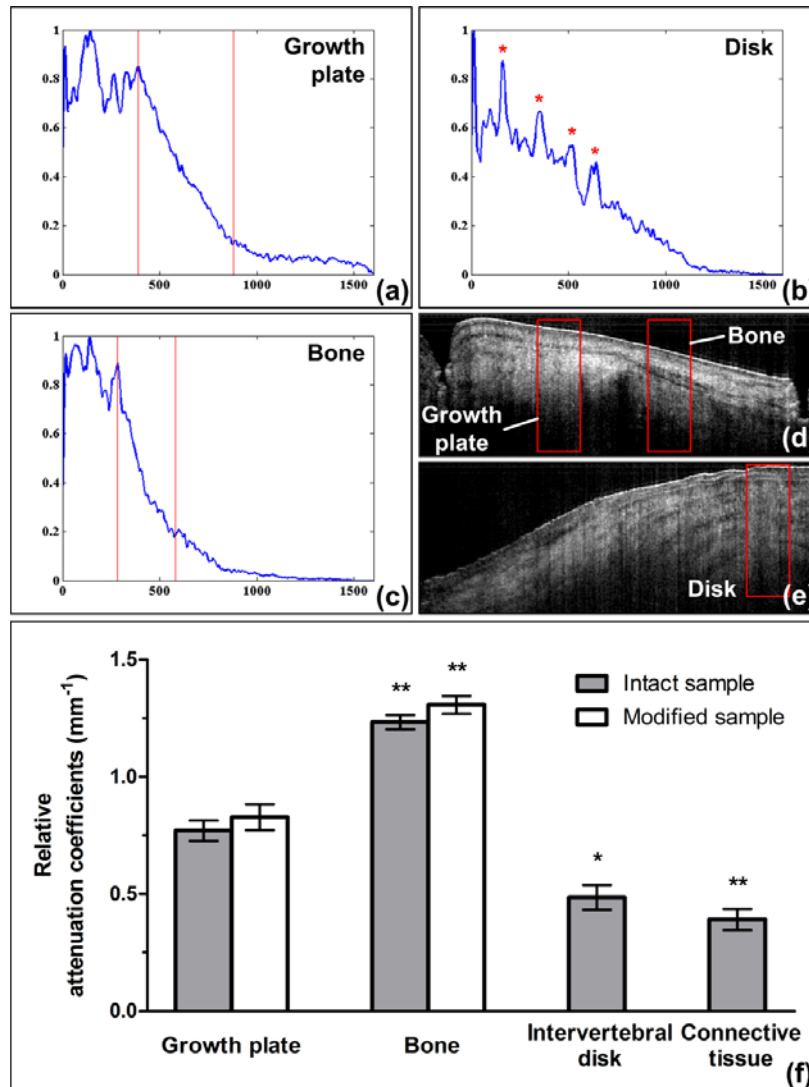 Growth
plate
1
0.8
0.6
0.4
0.2
0
0 500 1000 1500
(a)
Disk
*
*
*
*
1
0.8
0.6
0.4
0.2
0
0 500 1000 1500
(b)
Bone
1
0.8
0.6
0.4
0.2
0
0 500 1000 1500
(c)
Bone
Growth
plate
(d)
Disk
(e)
Relative
attenuation coefficients (mm⁻¹)
1.5
1.0
0.5
0.0
** **
* **
Intact sample
Modified sample
Growth plate Bone Intervertebral Connective
disk tissue
(f)